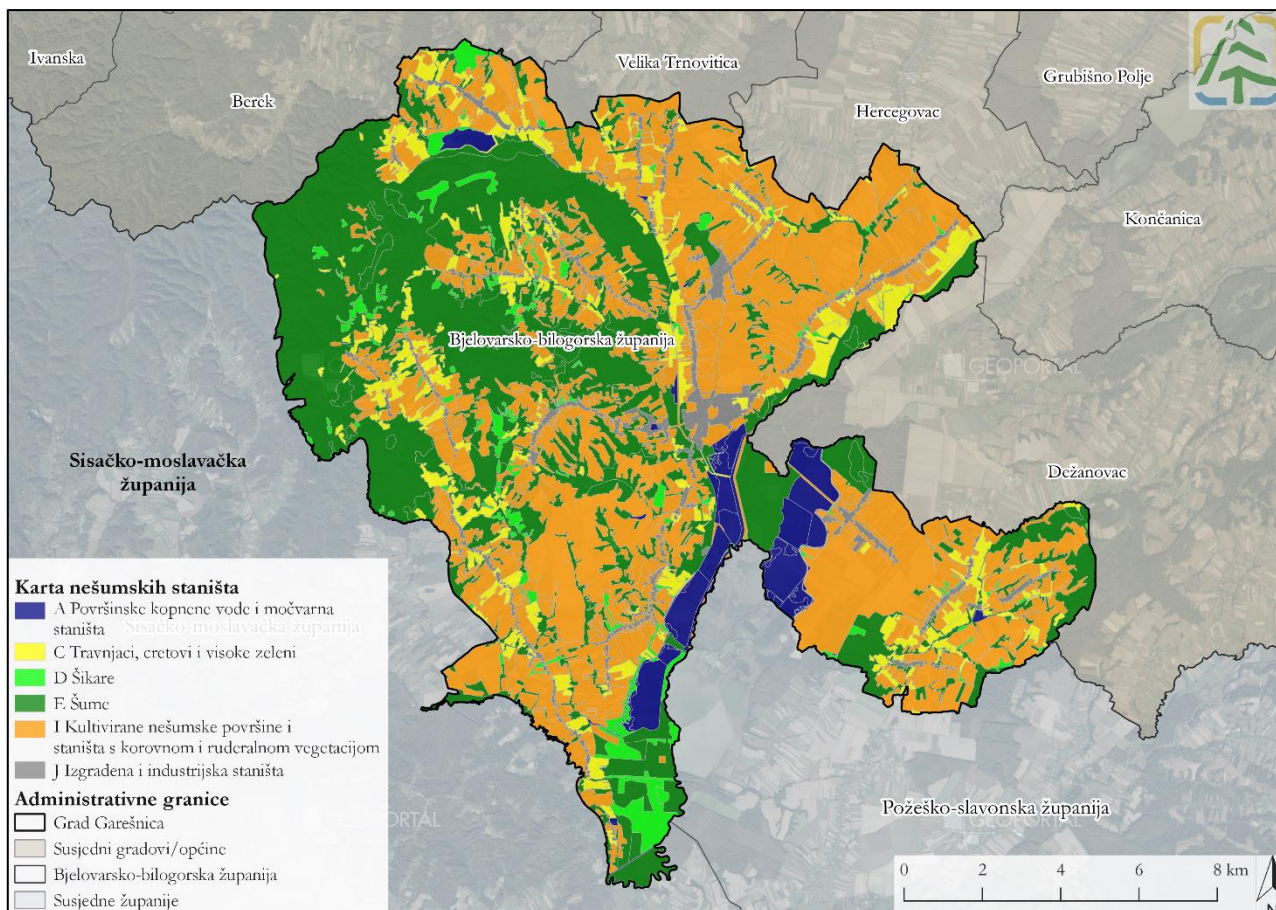 Ivanska
Velika Trnovitica
Grubišno Polje
Berek
Hercegovac
Končanica
Bjelovarsko-bilogorska županija
GEOPORTAL
Sisačko-moslavačka
županija
Dežanovac
Karta nešumskih staništa
A Površinske kopnene vode i močvarna
staništa
Sisačko-moslavačka županija
C Travnjaci, cretovi i visoke zeleni
D Šikare
E Šume
I Kultivirane nešumske površine i
staništa s korovnom i ruderalnom vegetacijom
J Izgrađena i industrijska staništa
Administrativne granice
Grad Garešnica
Susjedni gradovi/općine
Bjelovarsko-bilogorska županija
Susjedne županije
GEOPORTAL
Požeško-slavonska županija
GEOPORTAL
0 2 4 6 8 km
N